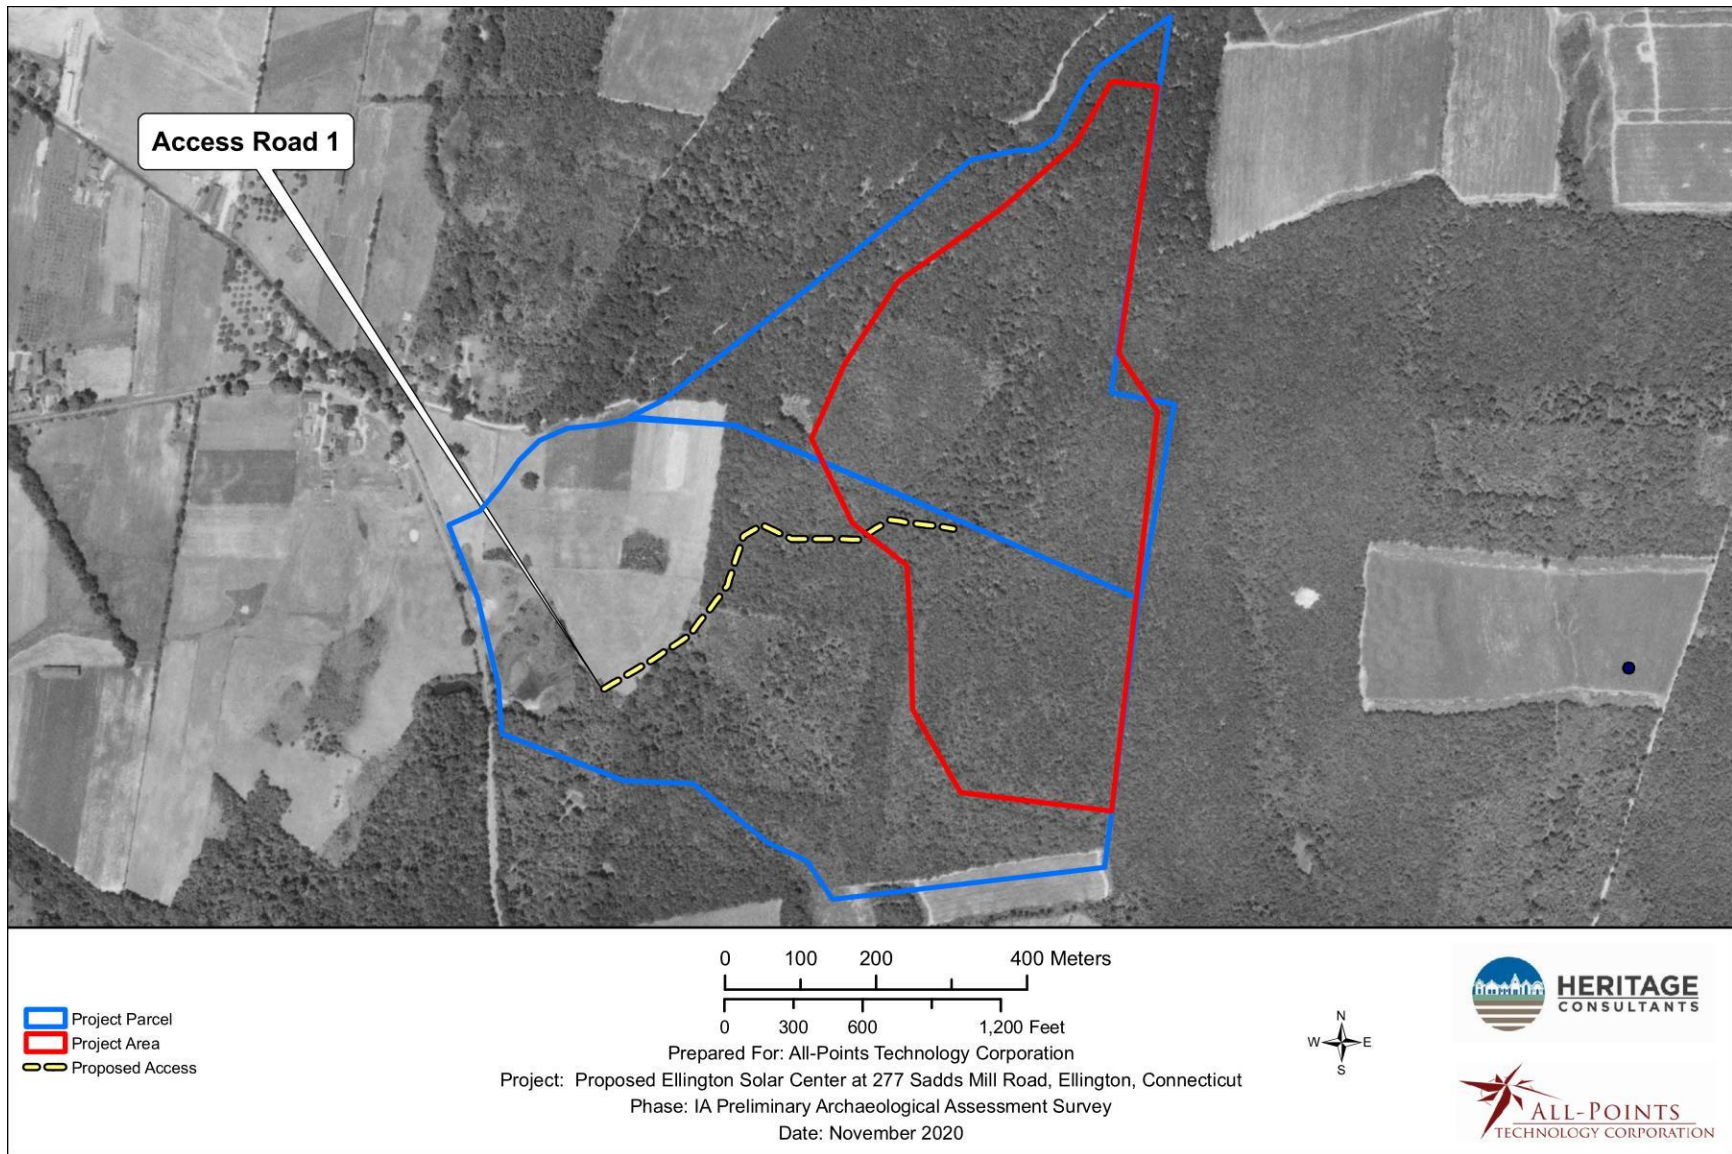 Access Road 1
0 100 200 400 Meters
0 300 600 1,200 Feet
Project Parcel
Project Area
Proposed Access
Prepared For: All-Points Technology Corporation
Project: Proposed Ellington Solar Center at 277 Sadds Mill Road, Ellington, Connecticut
Phase: IA Preliminary Archaeological Assessment Survey
Date: November 2020
N
W E
S
HERITAGE
CONSULTANTS
ALL-POINTS
TECHNOLOGY CORPORATION